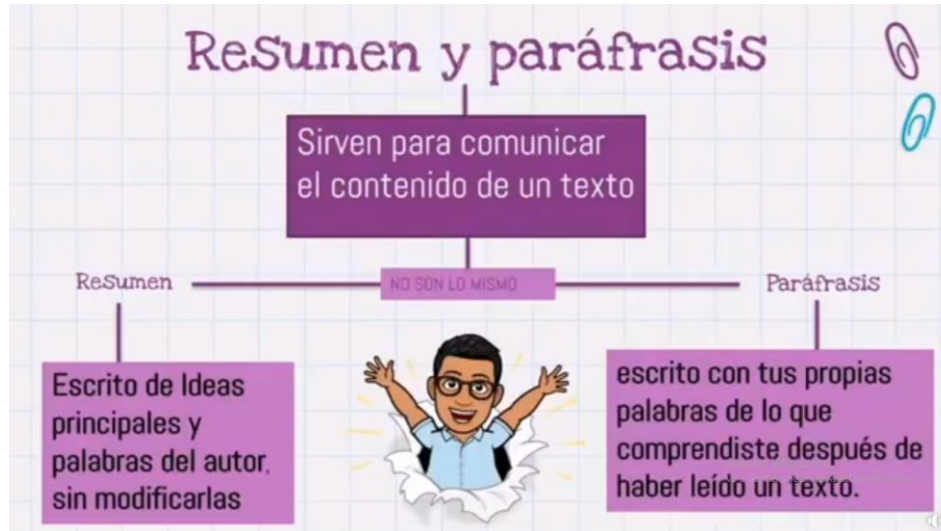 Resumen y paráfrasis
Sirven para comunicar
el contenido de un texto
NO SON LO MISMO
Resumen
Escrito de Ideas
principales y
palabras del autor,
sin modificarlas
Paráfrasis
escrito con tus propias
palabras de lo que
comprendiste después de
haber leído un texto.